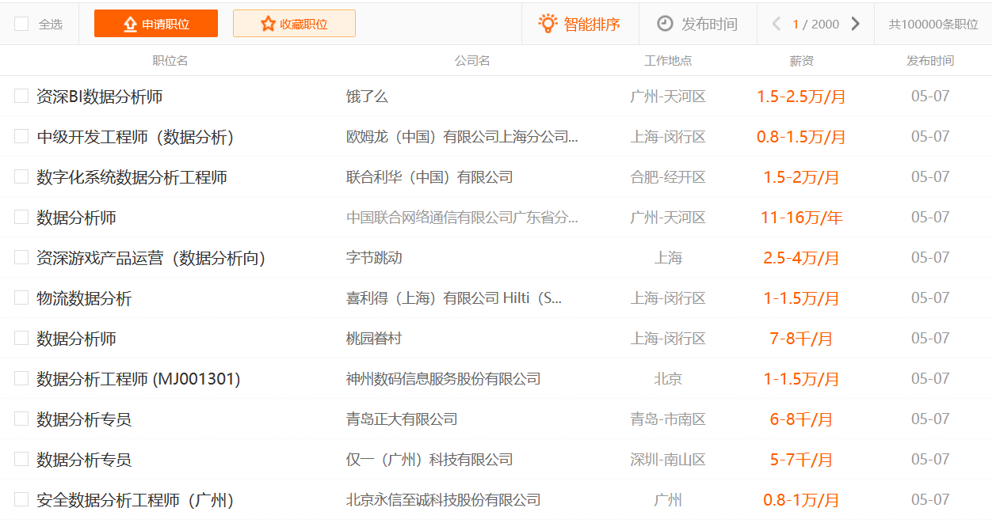 全选 申请职位 收藏职位 智能排序 发布时间 1 / 2000 共100000条职位
职位名 公司名 工作地点 薪资 发布时间
资深BI数据分析师 饿了么 广州-天河区 1.5-2.5万/月 05-07
中级开发工程师（数据分析） 欧姆龙（中国）有限公司上海分公司... 上海-闵行区 0.8-1.5万/月 05-07
数字化系统数据分析工程师 联合利华（中国）有限公司 合肥-经开区 1.5-2万/月 05-07
数据分析师 中国联合网络通信有限公司广东省分... 广州-天河区 11-16万/年 05-07
资深游戏产品运营（数据分析向） 字节跳动 上海 2.5-4万/月 05-07
物流数据分析 喜利得（上海）有限公司 Hilti（S... 上海-闵行区 1-1.5万/月 05-07
数据分析师 桃园眷村 上海-闵行区 7-8千/月 05-07
数据分析工程师 (MJ001301) 神州数码信息服务股份有限公司 北京 1-1.5万/月 05-07
数据分析专员 青岛正大有限公司 青岛-市南区 6-8千/月 05-07
数据分析专员 仅一（广州）科技有限公司 深圳-南山区 5-7千/月 05-07
安全数据分析工程师（广州） 北京永信至诚科技股份有限公司 广州 0.8-1万/月 05-07